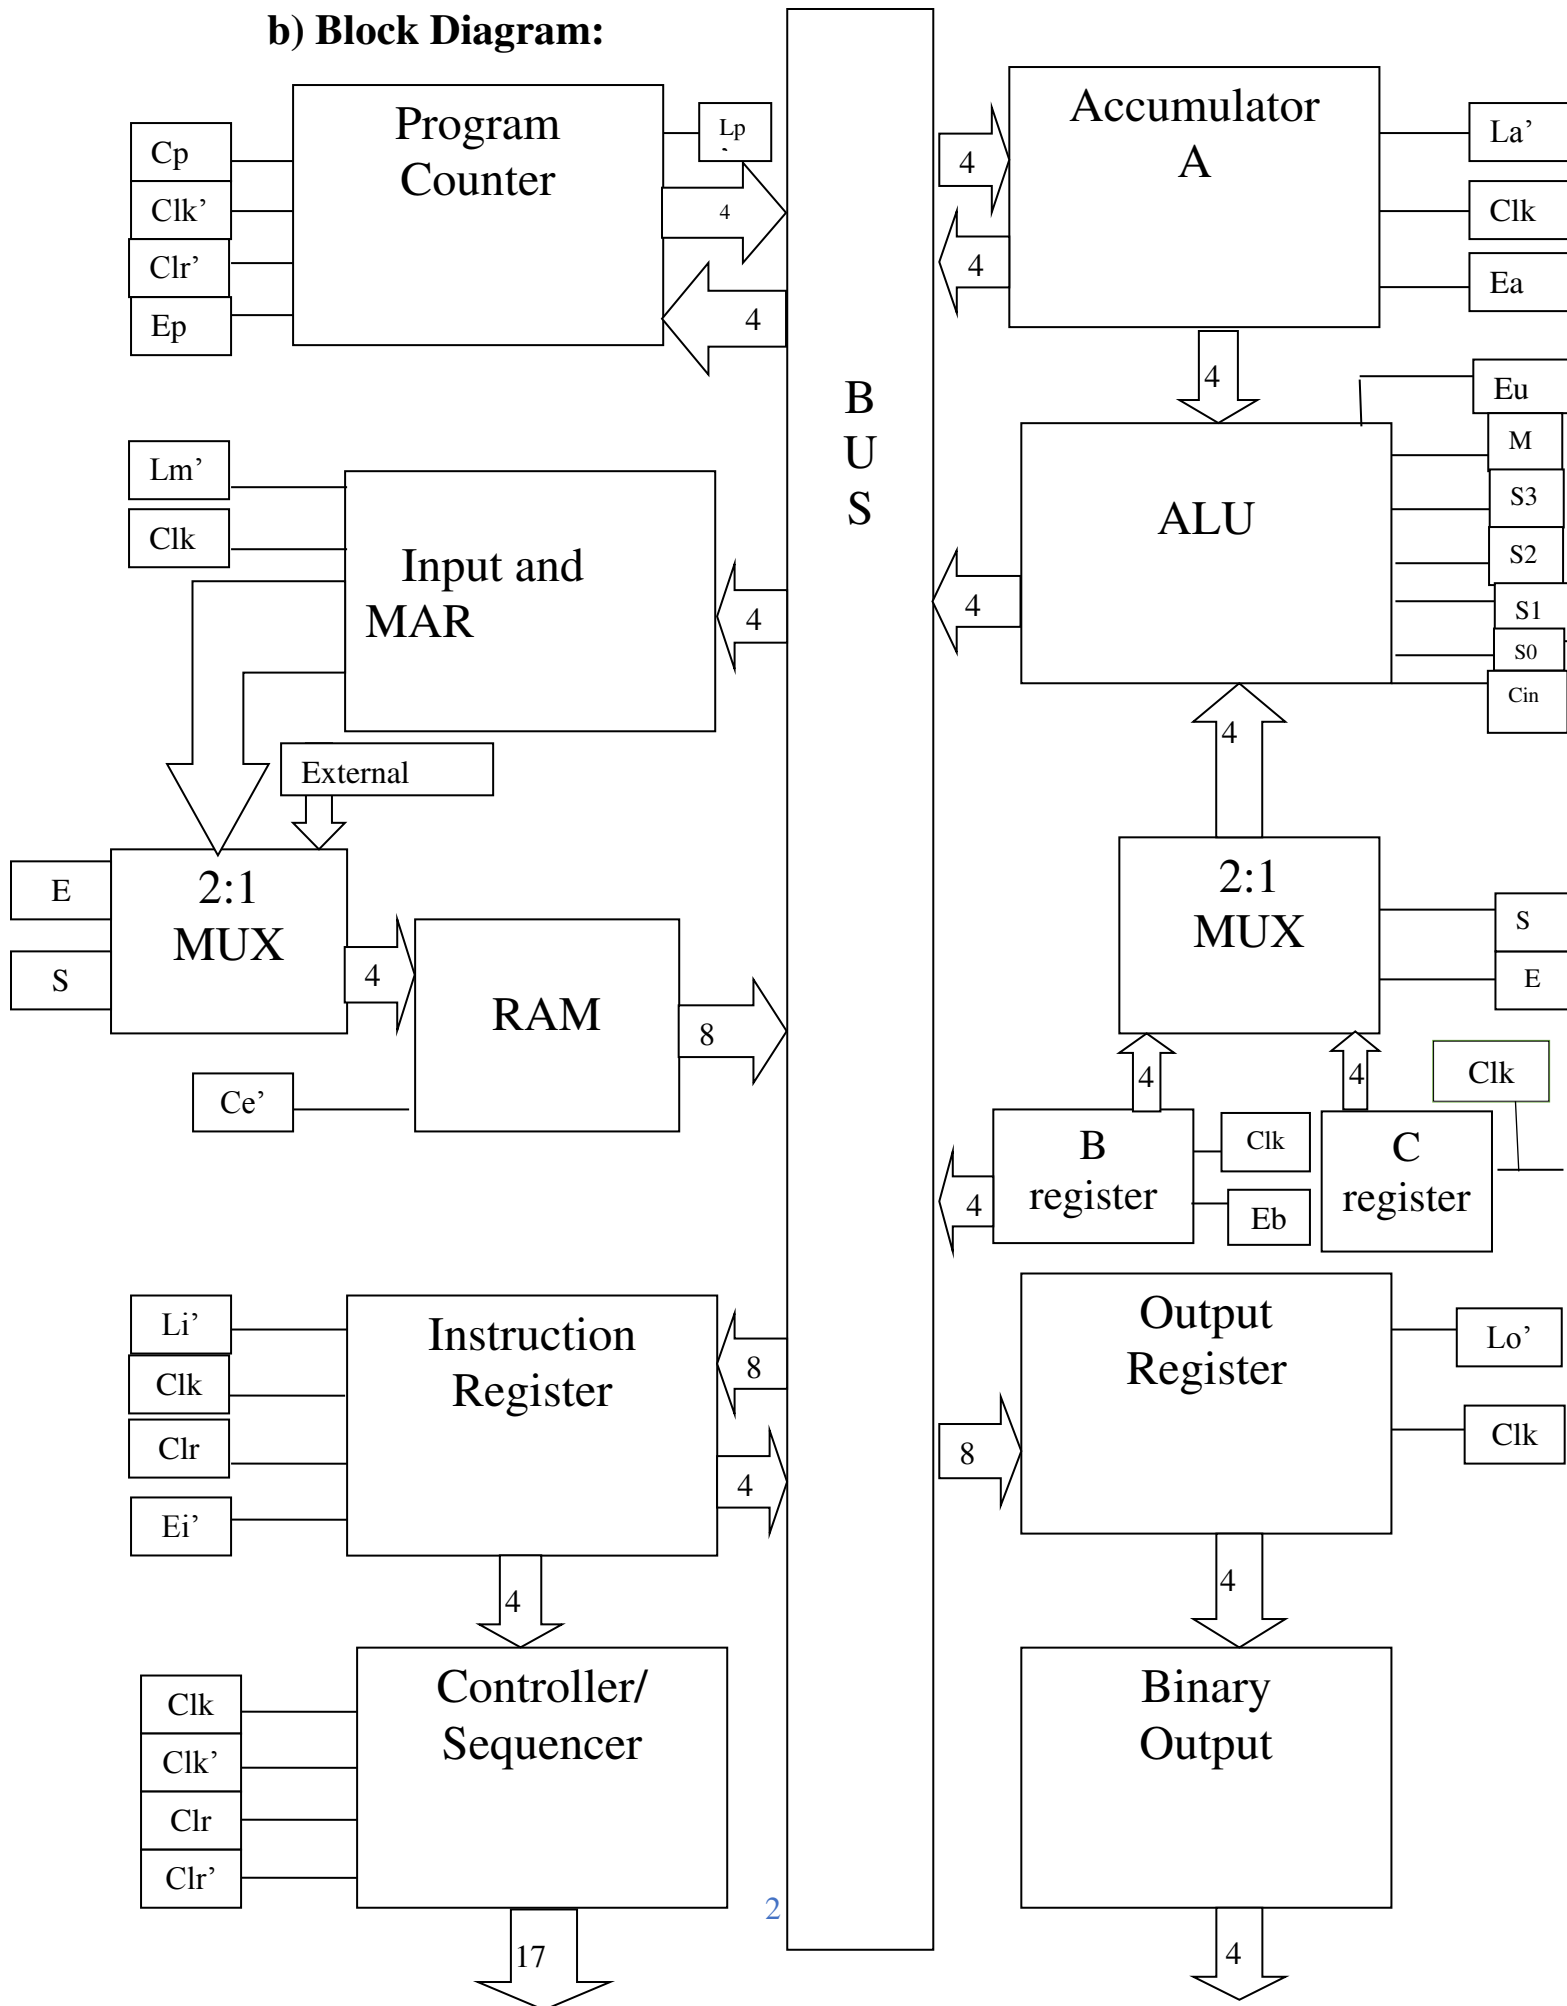 b) Block Diagram:
Program
Counter
Cp
Clk’
Clr’
Ep
Lp
’
4
4
Lm’
Clk
Input and
MAR
4
External
E
S
2:1
MUX
4
RAM
8
Ce’
Li’
Clk
Clr
Ei’
Instruction
Register
8
4
4
Clk
Clk’
Clr
Clr’
Controller/
Sequencer
17
2
B
U
S
Accumulator
A
4
4
La’
Clk
Ea
4
ALU
4
Eu
M
S3
S2
S1
S0
Cin
4
2:1
MUX
S
E
4
4
Clk
B
register
4
Clk
Eb
C
register
Output
Register
8
Lo’
Clk
4
Binary
Output
4